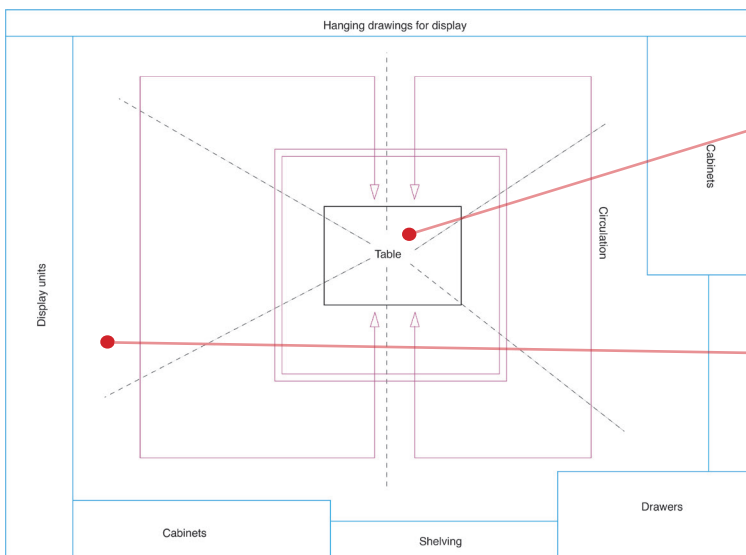 Hanging drawings for display
Cabinets
Circulation
Table
Display units
Drawers
Cabinets
Shelving